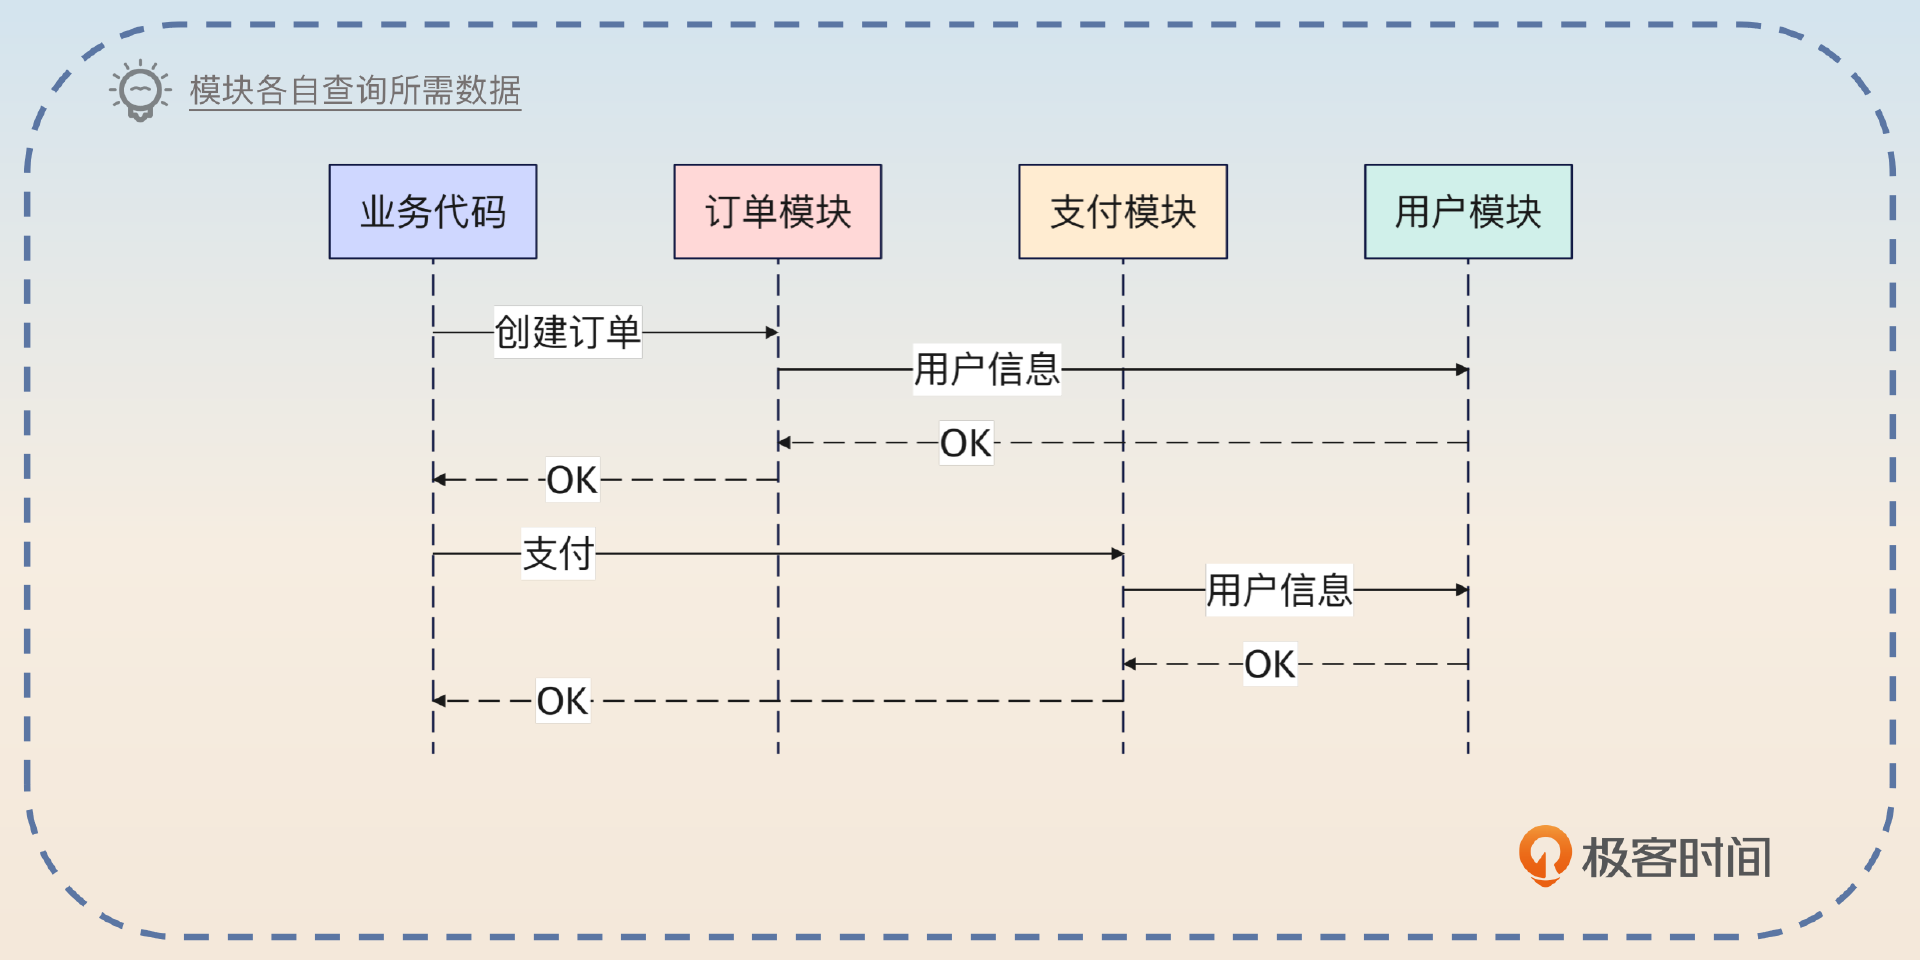 模块各自查询所需数据
业务代码
订单模块
支付模块
用户模块
创建订单
用户信息
OK
OK
支付
用户信息
OK
OK
极客时间